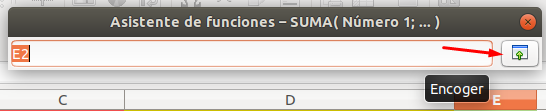 Asistente de funciones – SUMA( Número 1; ... )
E2
Encoger
C D E